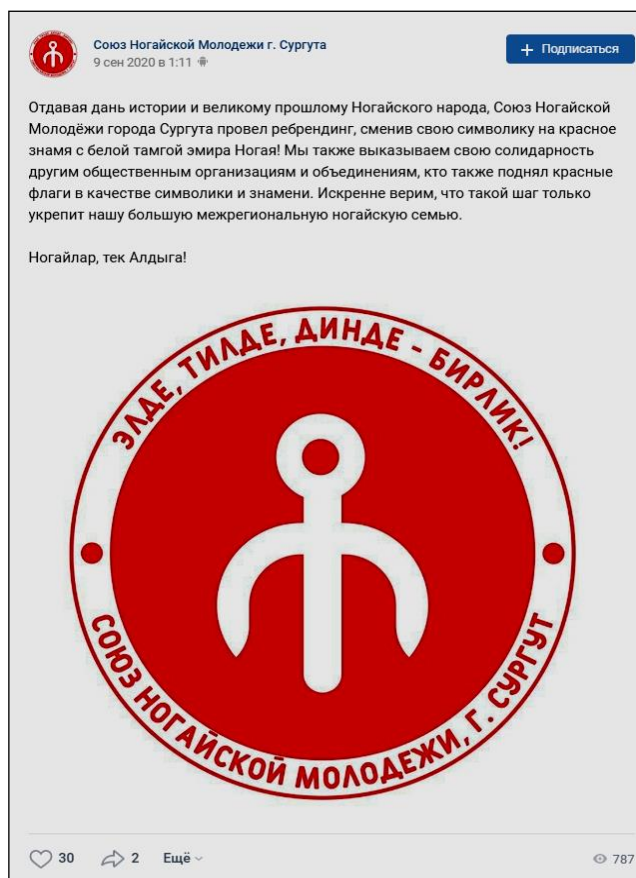 Союз Ногайской Молодежи г. Сургута
9 сен 2020 в 1:11
+ Подписаться
Отдавая дань истории и великому прошлому Ногайского народа, Союз Ногайской
Молодёжи города Сургута провел ребрендинг, сменив свою символику на красное
знамя с белой тамгой эмира Ногая! Мы также выказываем свою солидарность
другим общественным организациям и объединениям, кто также поднял красные
флаги в качестве символики и знамени. Искренне верим, что такой шаг только
укрепит нашу большую межрегиональную ногайскую семью.
Ногайлар, тек Алдыга!
ЭЛДЕ, ТИЛДЕ, ДИНДЕ - БИРЛИК!
СОЮЗ НОГАЙСКОЙ МОЛОДЕЖИ, Г. СУРГУТ
30 2 Ещё 787